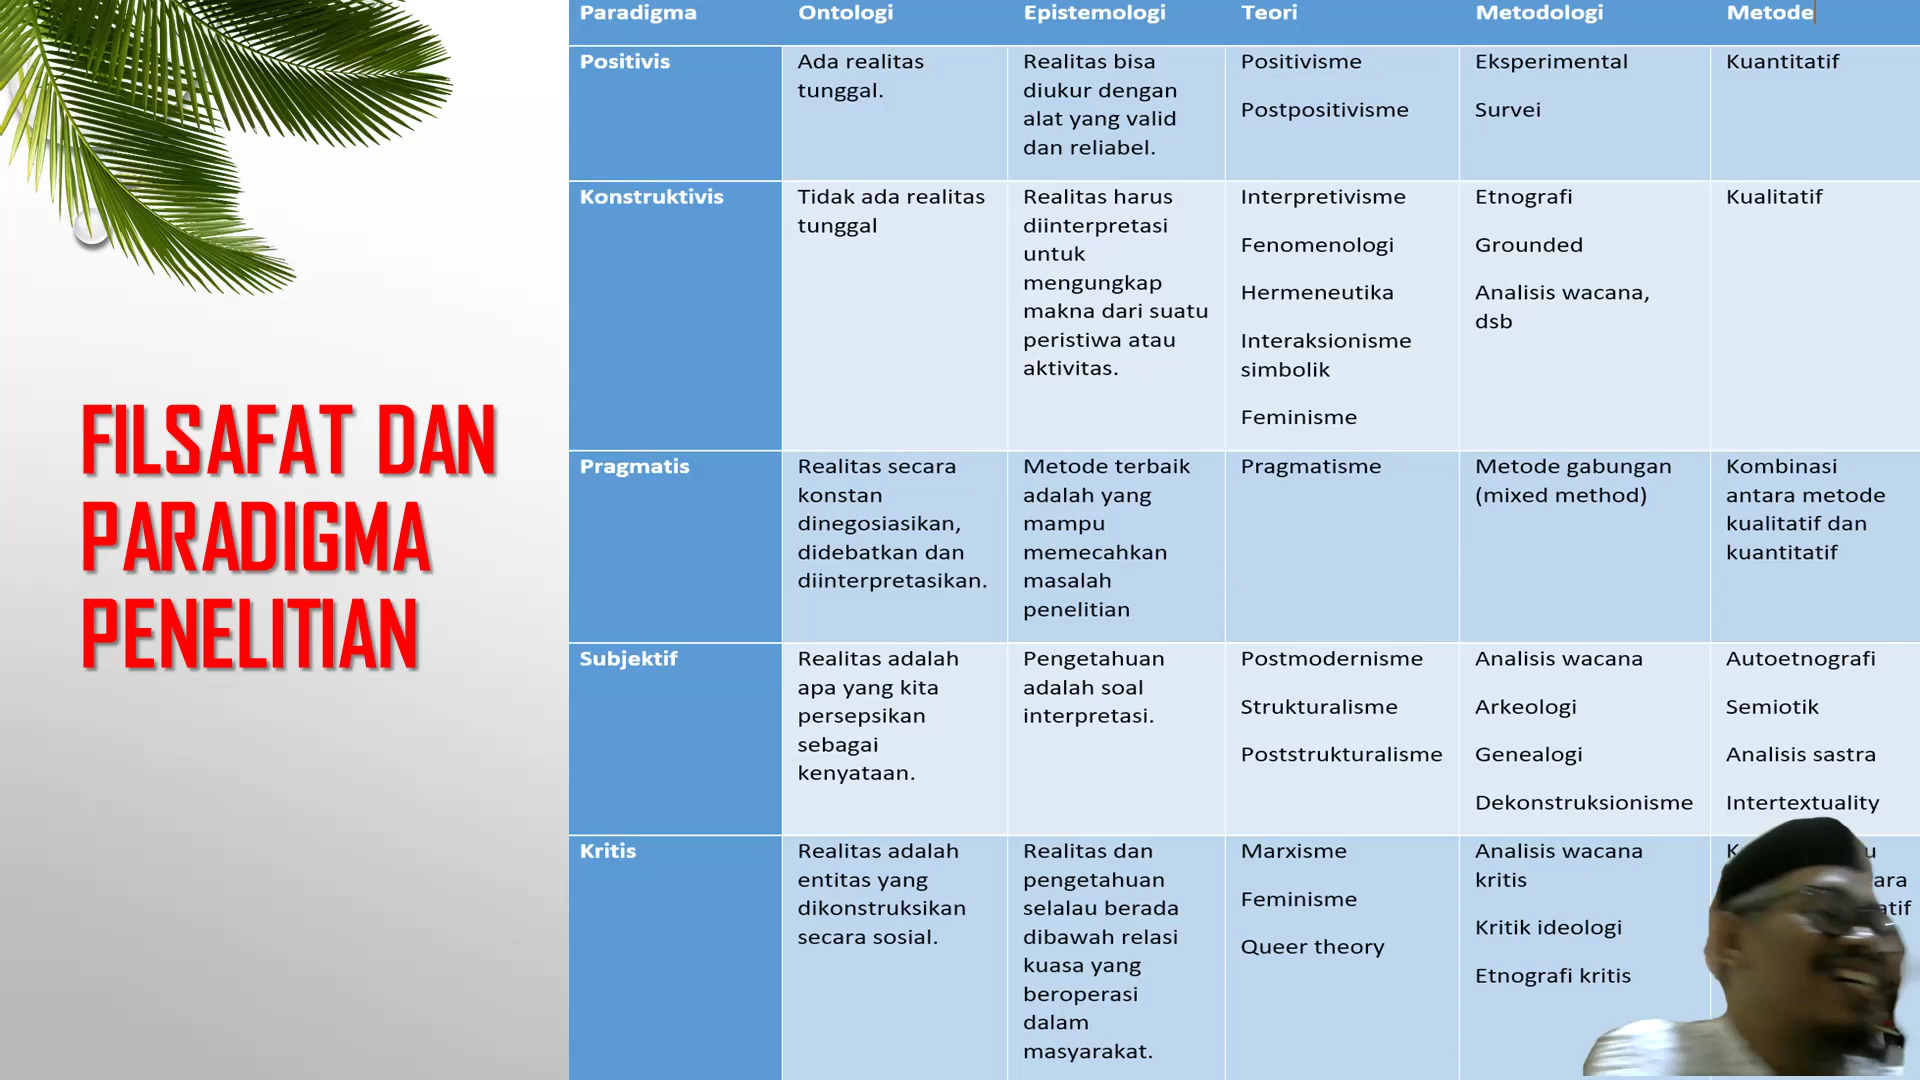 FILSAFAT DAN
PARADIGMA
PENELITIAN
Paradigma
Ontologi
Epistemologi
Teori
Metodologi
Metode
Positivis
Ada realitas
tunggal.
Realitas bisa
diukur dengan
alat yang valid
dan reliabel.
Positivisme
Postpositivisme
Eksperimental
Survei
Kuantitatif
Konstruktivis
Tidak ada realitas
tunggal
Realitas harus
diinterpretasi
untuk
mengungkap
makna dari suatu
peristiwa atau
aktivitas.
Interpretivisme
Fenomenologi
Hermeneutika
Interaksionisme
simbolik
Feminisme
Etnografi
Grounded
Analisis wacana,
dsb
Kualitatif
Pragmatis
Realitas secara
konstan
dinegosiasikan,
didebatkan dan
diinterpretasikan.
Metode terbaik
adalah yang
mampu
memecahkan
masalah
penelitian
Pragmatisme
Metode gabungan
(mixed method)
Kombinasi
antara metode
kualitatif dan
kuantitatif
Subjektif
Realitas adalah
apa yang kita
persepsikan
sebagai
kenyataan.
Pengetahuan
adalah soal
interpretasi.
Postmodernisme
Strukturalisme
Poststrukturalisme
Analisis wacana
Arkeologi
Genealogi
Dekonstruksionisme
Autoetnografi
Semiotik
Analisis sastra
Intertextuality
Kritis
Realitas adalah
entitas yang
dikonstruksikan
secara sosial.
Realitas dan
pengetahuan
selalau berada
dibawah relasi
kuasa yang
beroperasi
dalam
masyarakat.
Marxisme
Feminisme
Queer theory
Analisis wacana
kritis
Kritik ideologi
Etnografi kritis